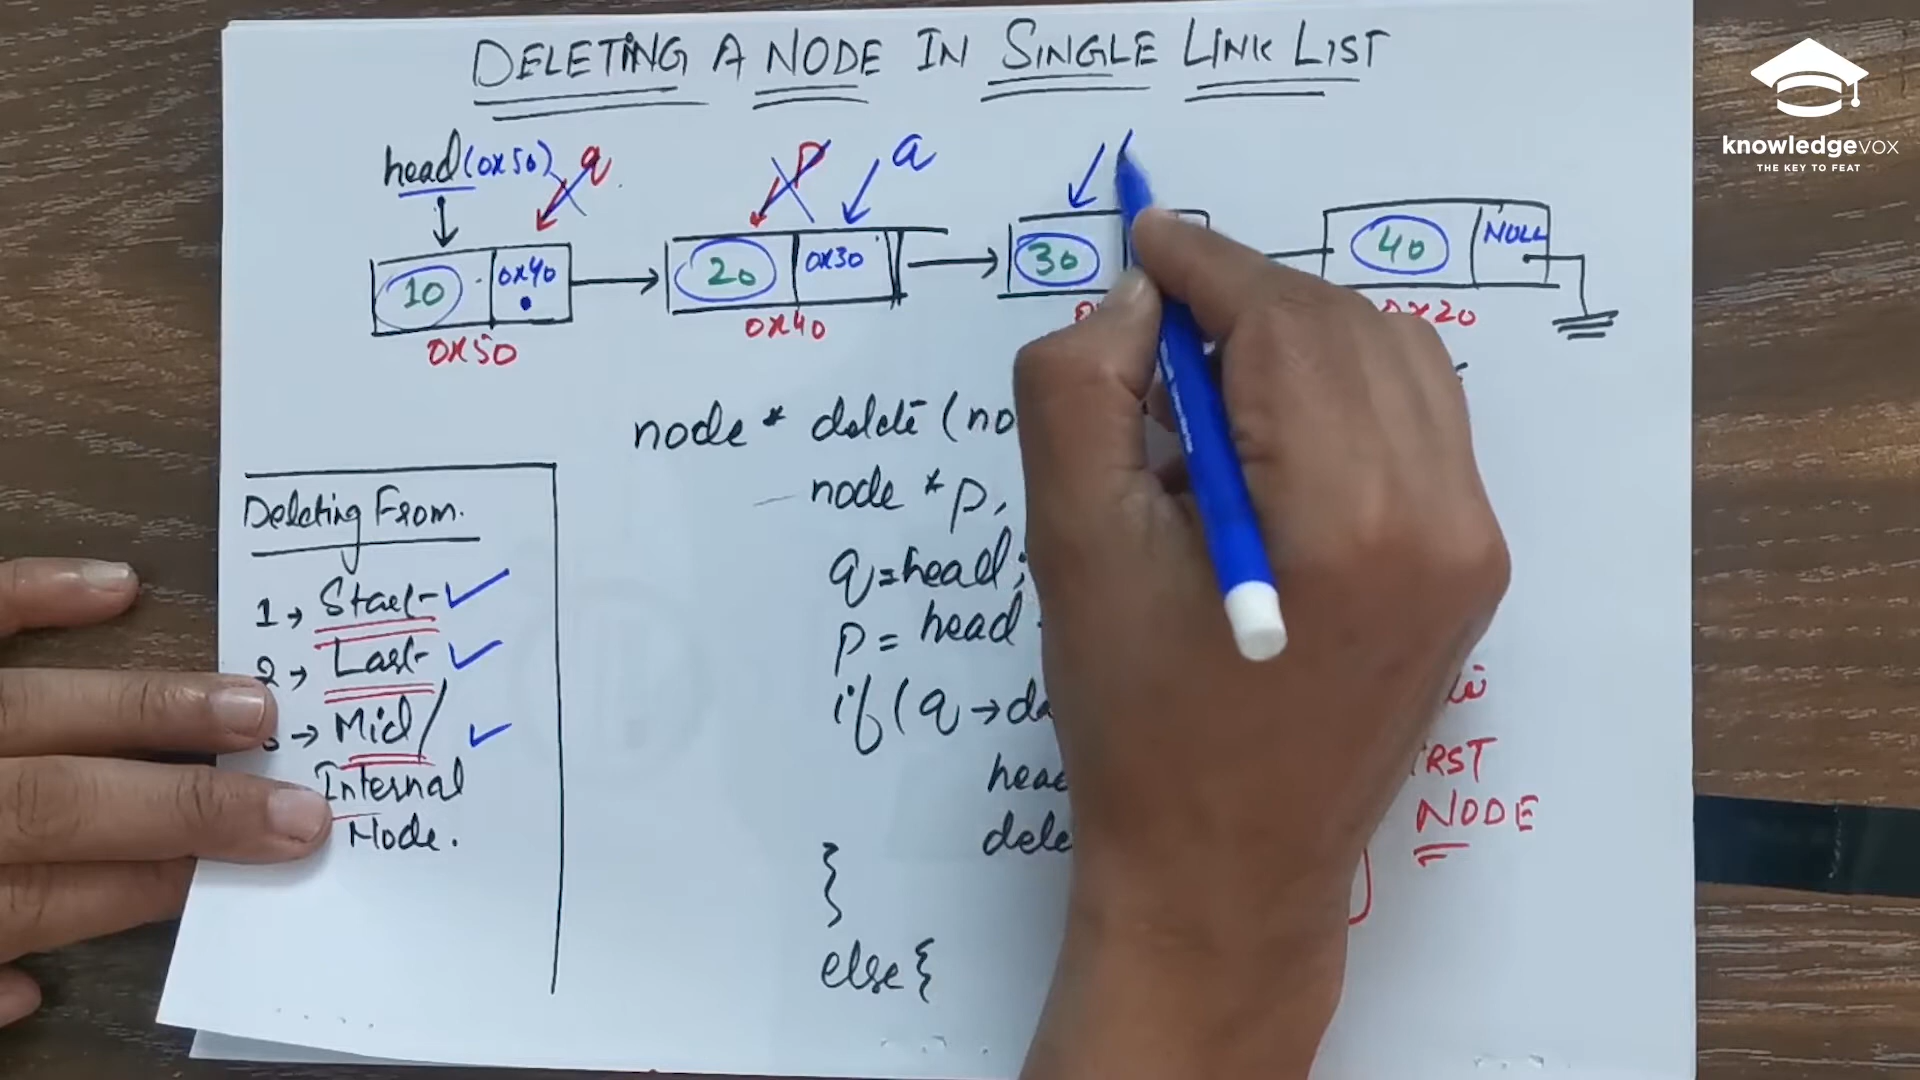 DELETING A NODE IN SINGLE LINK LIST
knowledgevox
THE KEY TO FEAT
head(0x50) q p q
10 0x40 20 0x30 30 40 NULL
0x50 0x40 0x20
node * delete (no
node * p,
q=head;
p = head
if( q →da
hea
dele
}
else {
RST
NODE
Deleting From.
1→ Start
2→ Last
→ Mid/
Internal
Node.